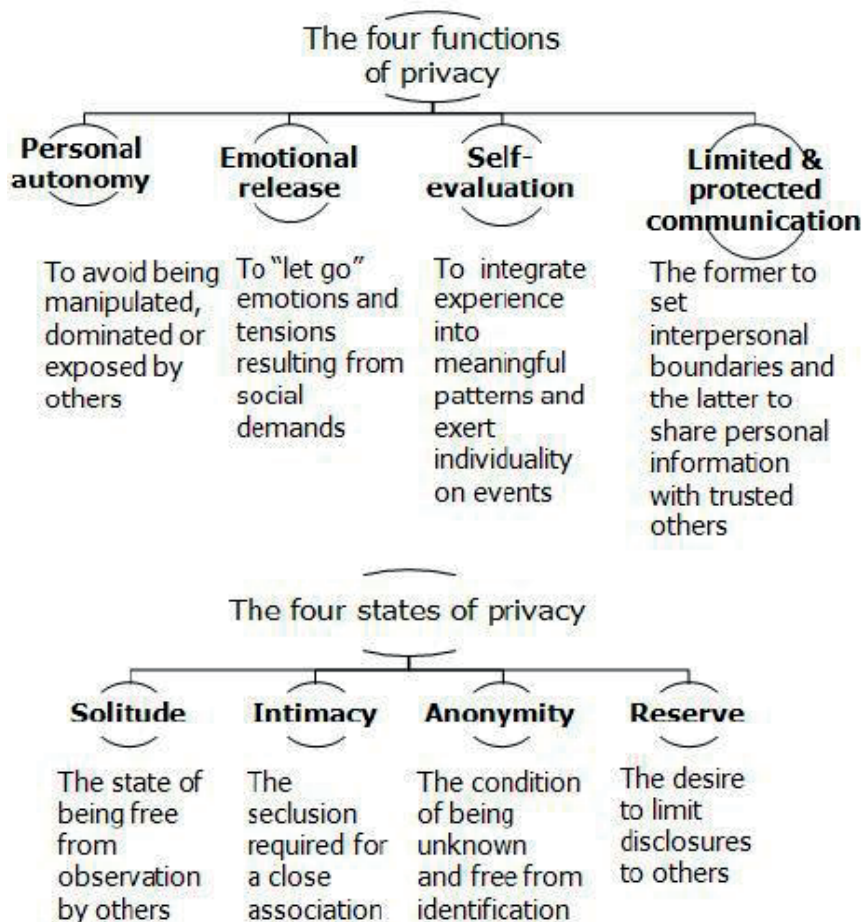 The four functions
of privacy
Personal
autonomy
To avoid being
manipulated,
dominated or
exposed by
others
Emotional
release
To “let go”
emotions and
tensions
resulting from
social
demands
Self-
evaluation
To integrate
experience
into
meaningful
patterns and
exert
individuality
on events
Limited &
protected
communication
The former to
set
interpersonal
boundaries and
the latter to
share personal
information
with trusted
others
The four states of privacy
Solitude
The state of
being free
from
observation
by others
Intimacy
The
seclusion
required for
a close
association
Anonymity
The condition
of being
unknown
and free from
identification
Reserve
The desire
to limit
disclosures
to others